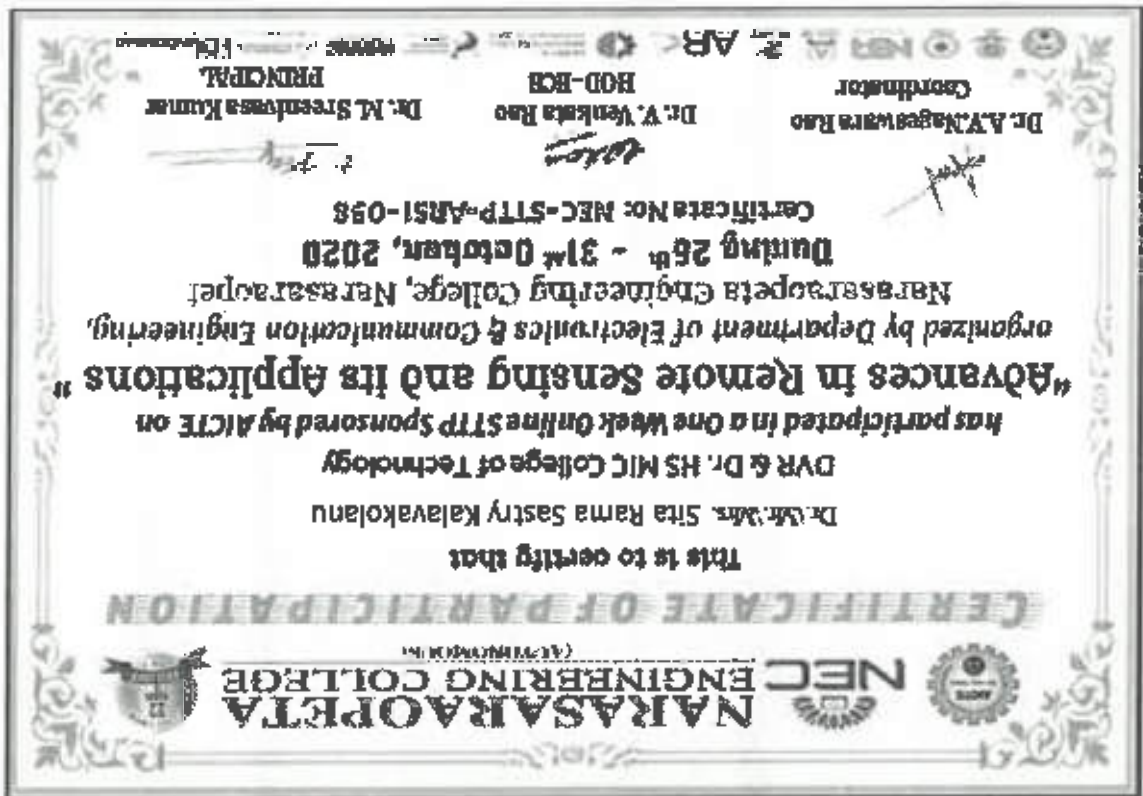 AICTE
NEC
NARASARAOPETA
ENGINEERING COLLEGE
(AUTONOMOUS)
CERTIFICATE OF PARTICIPATION
This is to certify that
Dr.\Mr.\Mrs. Sita Rama Sastry Kalavakolanu
DVR & Dr. HS MIC College of Technology
has participated in a One Week Online STTP Sponsored by AICTE on
"Advances in Remote Sensing and its Applications "
organized by Department of Electronics & Communication Engineering,
Narasaraopeta Engineering College, Narasaraopet
During 26th - 31st October, 2020
Certificate No: NEC-STTP-ARS1-058
Dr. A.Y.Nageswara Rao
Coordinator
Dr. V. Venkata Rao
HOD-ECE
Dr. M. Sreenivasa Kumar
PRINCIPAL